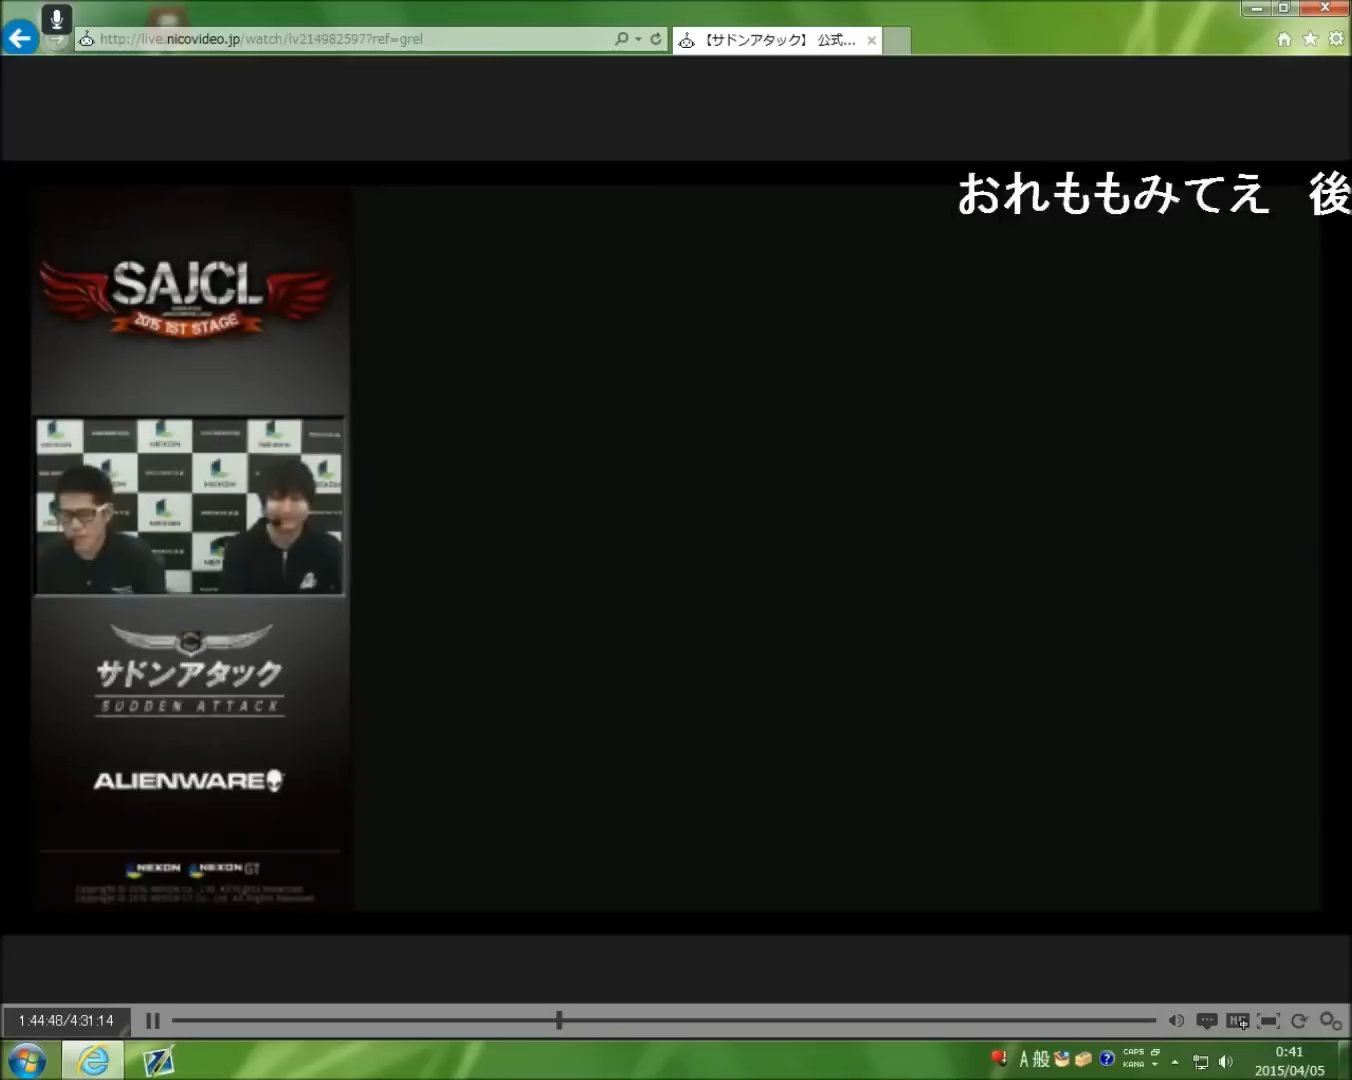 http://live.nicovideo.jp/watch/lv214982597?ref=grel
【サドンアタック】 公式...
おれももみてえ　後
SAJCL
2015 1ST STAGE
NEXON
サドンアタック
SUDDEN ATTACK
ALIENWARE
NEXON NEXON GT
1:44:48/4:31:14
A 般
CAPS
KANA
0:41
2015/04/05